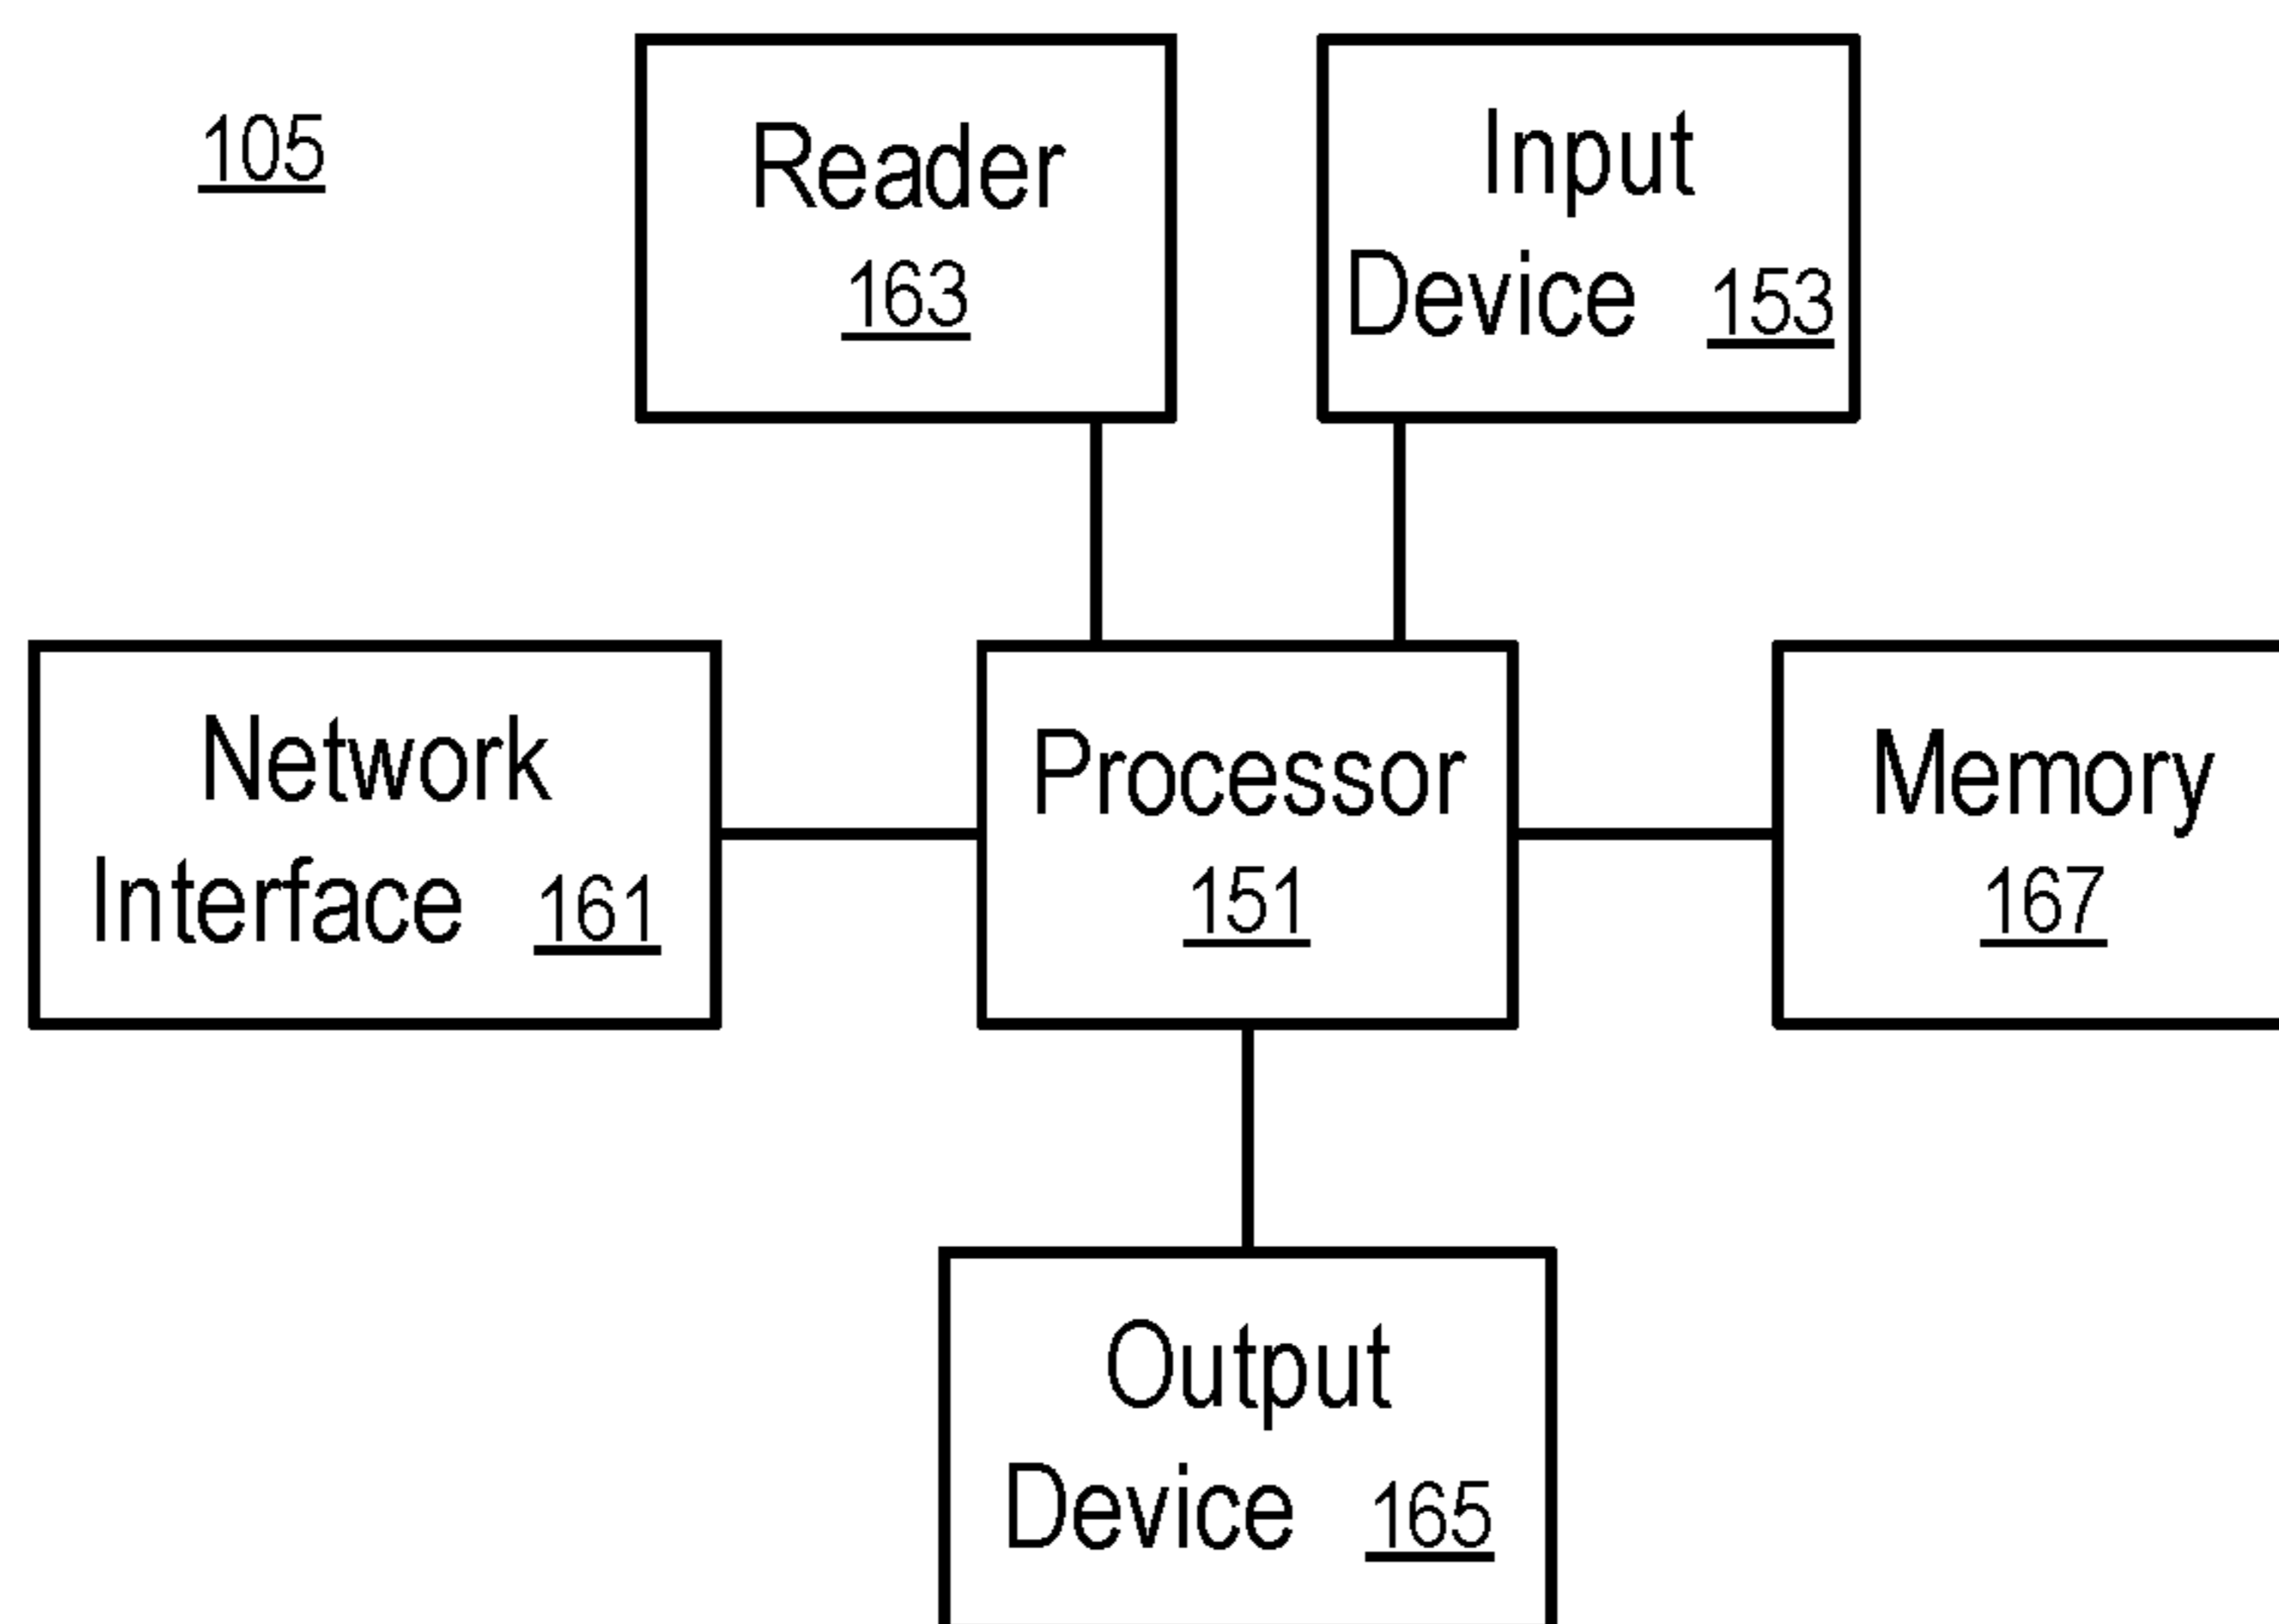 105
Reader
163
Input
Device 153
Network
Interface 161
Processor
151
Memory
167
Output
Device 165